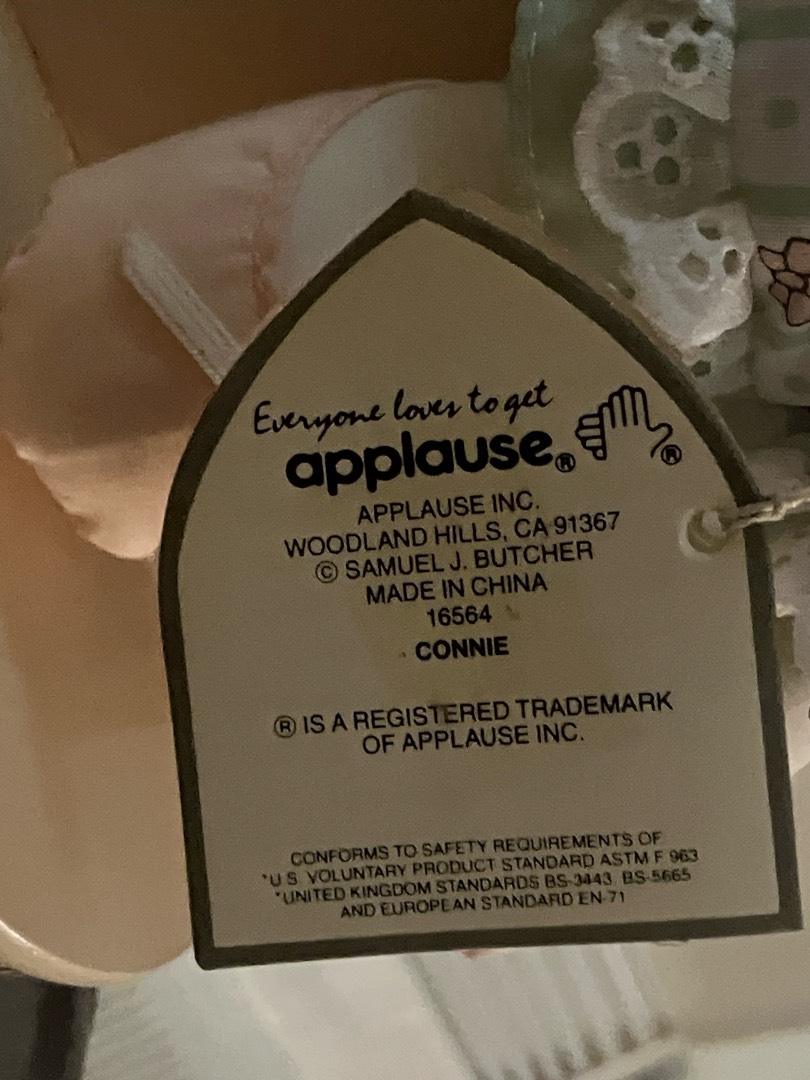 Everyone loves to get
applause®
®
APPLAUSE INC.
WOODLAND HILLS, CA 91367
© SAMUEL J. BUTCHER
MADE IN CHINA
16564
CONNIE
® IS A REGISTERED TRADEMARK
OF APPLAUSE INC.
CONFORMS TO SAFETY REQUIREMENTS OF
*U S VOLUNTARY PRODUCT STANDARD ASTM F 963
*UNITED KINGDOM STANDARDS BS-3443 BS-5665
AND EUROPEAN STANDARD EN-71